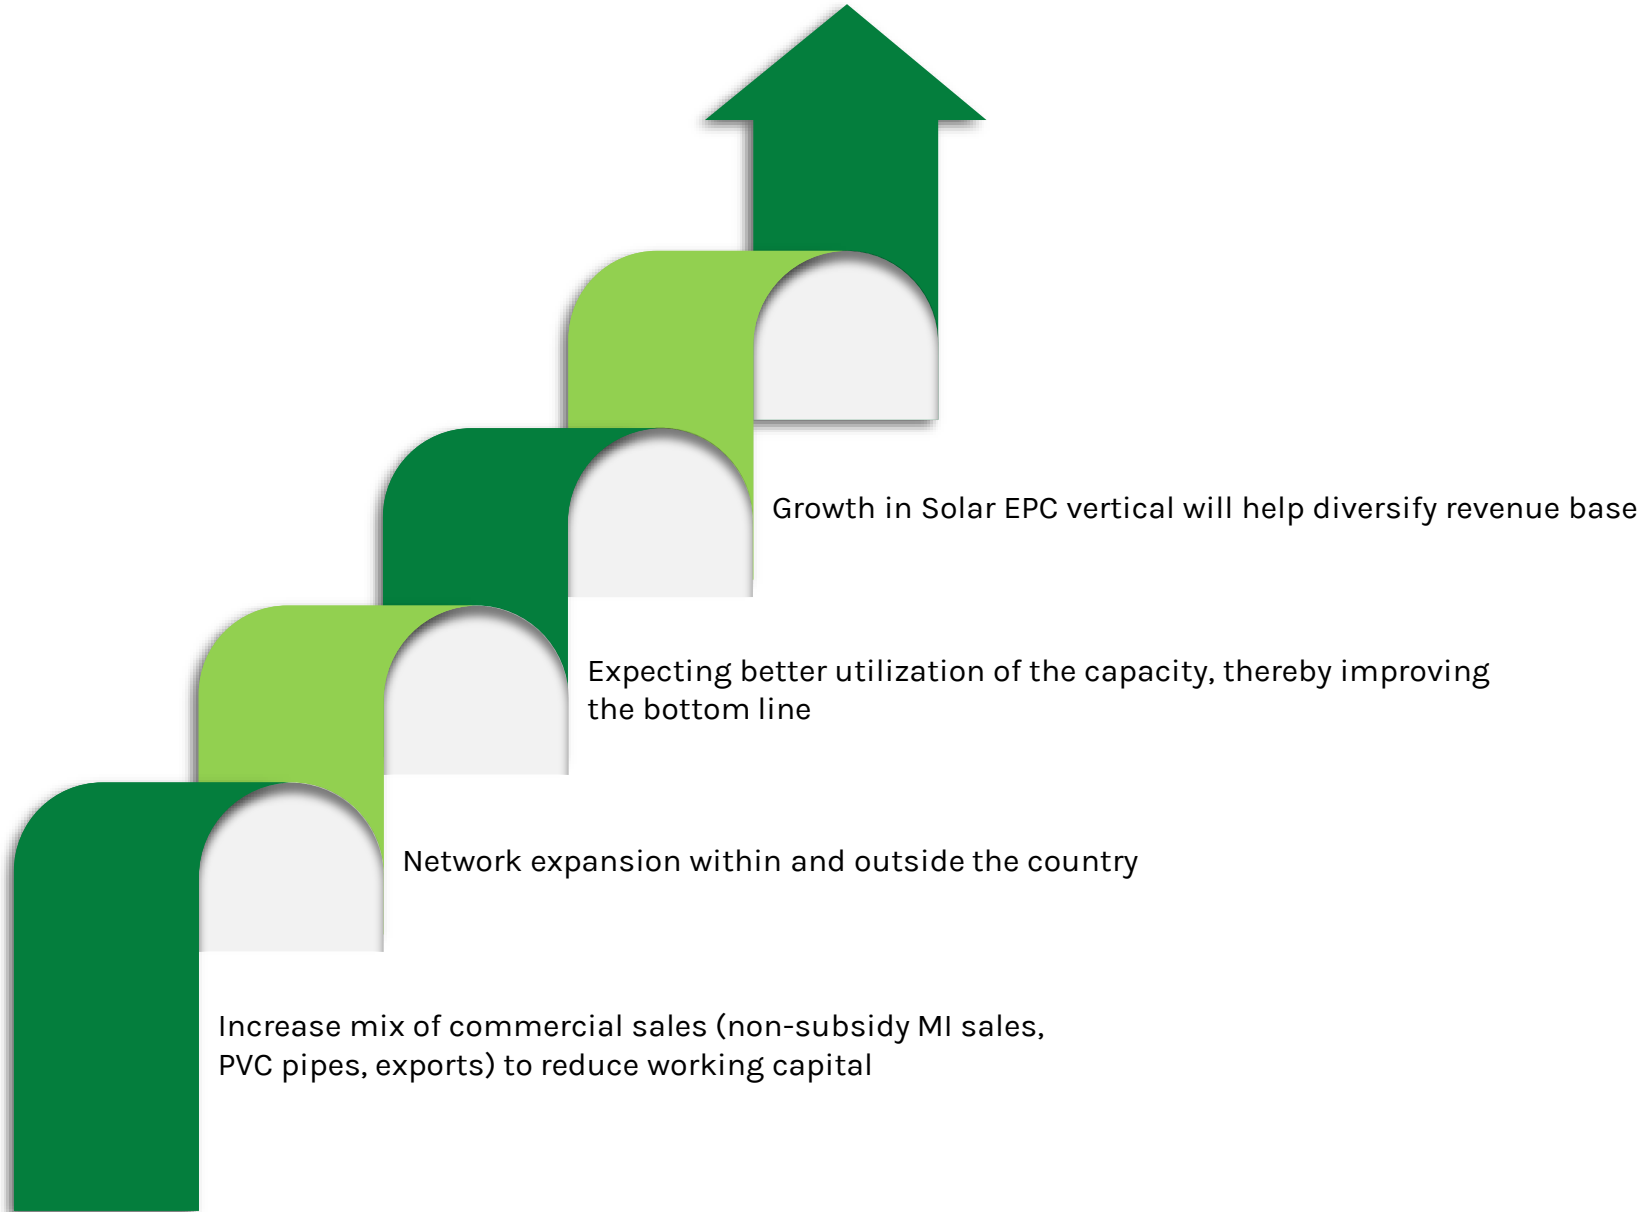 Growth in Solar EPC vertical will help diversify revenue base
Expecting better utilization of the capacity, thereby improving
the bottom line
Network expansion within and outside the country
Increase mix of commercial sales (non-subsidy MI sales,
PVC pipes, exports) to reduce working capital